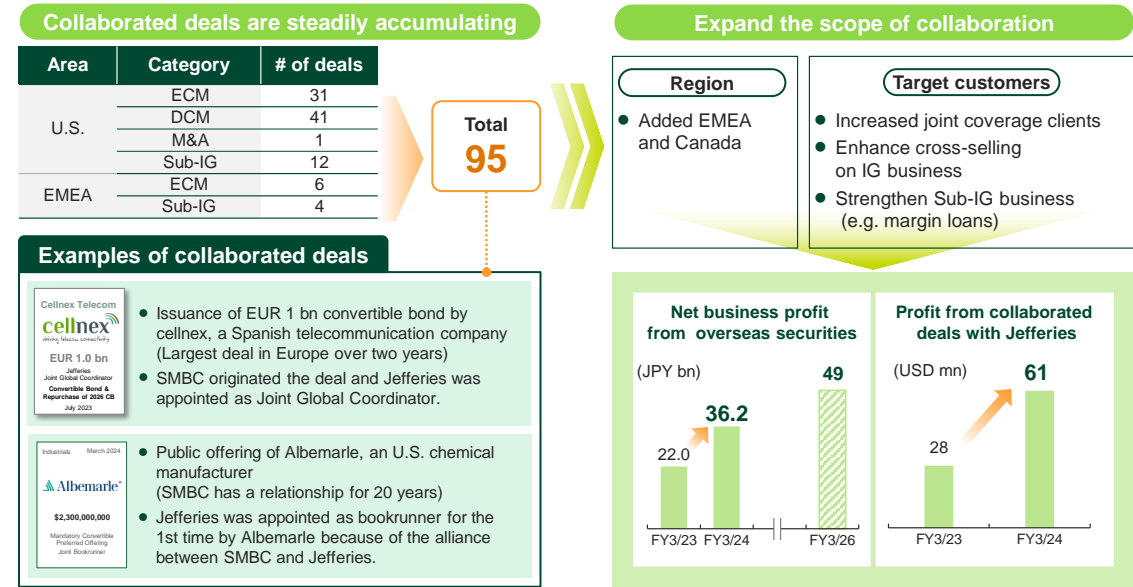 Collaborated deals are steadily accumulating
Area Category # of deals
U.S.
ECM 31
DCM 41
M&A 1
Sub-IG 12
EMEA
ECM 6
Sub-IG 4
Total
95
Examples of collaborated deals
Cellnex Telecom
cellnex
driving telecom connectivity
EUR 1.0 bn
Jefferies
Joint Global Coordinator
Convertible Bond &
Repurchase of 2026 CB
July 2023
● Issuance of EUR 1 bn convertible bond by
cellnex, a Spanish telecommunication company
(Largest deal in Europe over two years)
● SMBC originated the deal and Jefferies was
appointed as Joint Global Coordinator.
Industrials March 2024
Albemarle®
$2,300,000,000
Mandatory Convertible
Preferred Offering
Joint Bookrunner
● Public offering of Albemarle, an U.S. chemical
manufacturer
(SMBC has a relationship for 20 years)
● Jefferies was appointed as bookrunner for the
1st time by Albemarle because of the alliance
between SMBC and Jefferies.
Expand the scope of collaboration
Region
● Added EMEA
and Canada
Target customers
● Increased joint coverage clients
● Enhance cross-selling
on IG business
● Strengthen Sub-IG business
(e.g. margin loans)
Net business profit
from overseas securities
(JPY bn)
22.0
36.2
49
FY3/23 FY3/24 FY3/26
Profit from collaborated
deals with Jefferies
(USD mn)
28
61
FY3/23 FY3/24